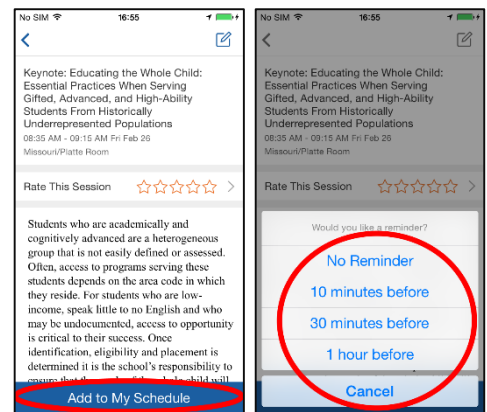 No SIM 16:55
Keynote: Educating the Whole Child:
Essential Practices When Serving
Gifted, Advanced, and High-Ability
Students From Historically
Underrepresented Populations
08:35 AM - 09:15 AM Fri Feb 26
Missouri/Platte Room
Rate This Session
Students who are academically and
cognitively advanced are a heterogeneous
group that is not easily defined or assessed.
Often, access to programs serving these
students depends on the area code in which
they reside. For students who are low-
income, speak little to no English and who
may be undocumented, access to opportunity
is critical to their success. Once
identification, eligibility and placement is
determined it is the school's responsibility to
ensure that the
child will
Add to My Schedule
No SIM 16:55
Keynote: Educating the Whole Child:
Essential Practices When Serving
Gifted, Advanced, and High-Ability
Students From Historically
Underrepresented Populations
08:35 AM - 09:15 AM Fri Feb 26
Missouri/Platte Room
Rate This Session
Would you like a reminder?
No Reminder
10 minutes before
30 minutes before
1 hour before
Cancel